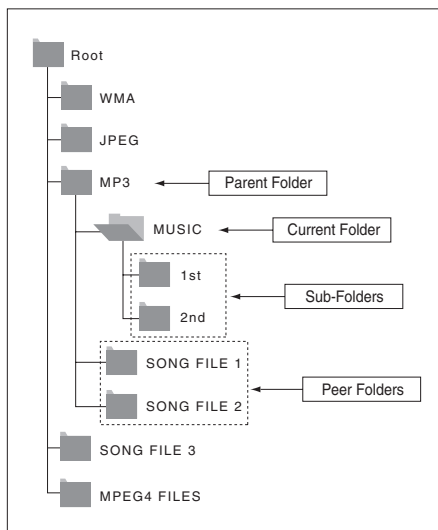 Root
WMA
JPEG
MP3 Parent Folder
MUSIC Current Folder
1st
Sub-Folders
2nd
SONG FILE 1
Peer Folders
SONG FILE 2
SONG FILE 3
MPEG4 FILES